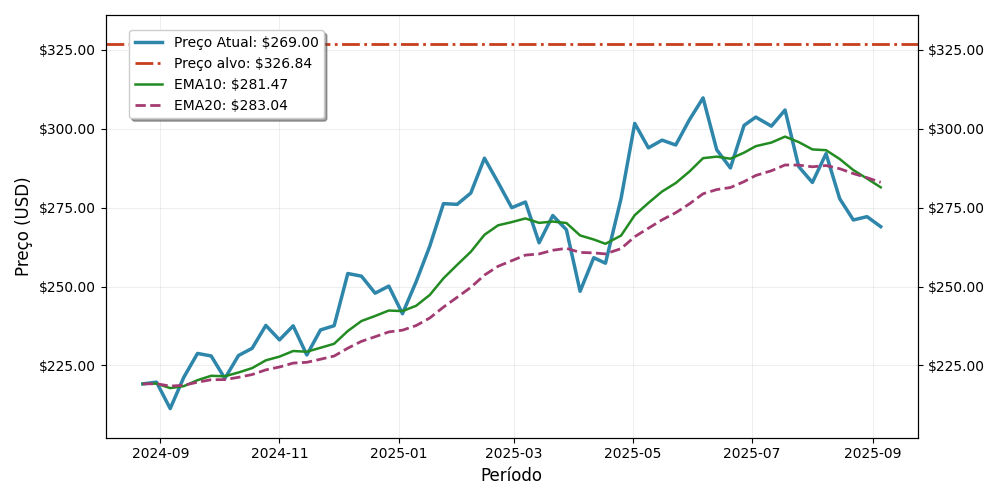 Preço Atual: $269.00
Preço alvo: $326.84
EMA10: $281.47
EMA20: $283.04
Preço (USD)
$325.00
$300.00
$275.00
$250.00
$225.00
$325.00
$300.00
$275.00
$250.00
$225.00
2024-09 2024-11 2025-01 2025-03 2025-05 2025-07 2025-09
Período